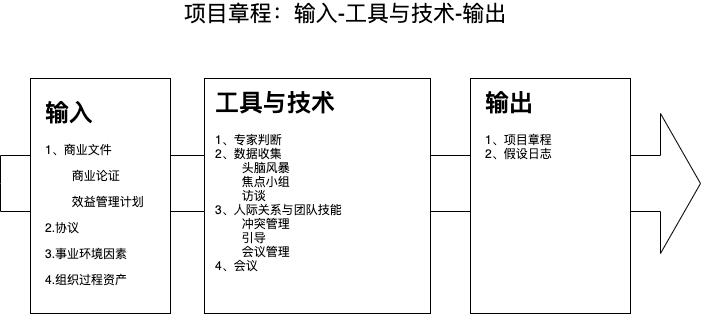 项目章程：输入-工具与技术-输出
输入
1、商业文件
商业论证
效益管理计划
2.协议
3.事业环境因素
4.组织过程资产
工具与技术
1、专家判断
2、数据收集
头脑风暴
焦点小组
访谈
3、人际关系与团队技能
冲突管理
引导
会议管理
4、会议
输出
1、项目章程
2、假设日志